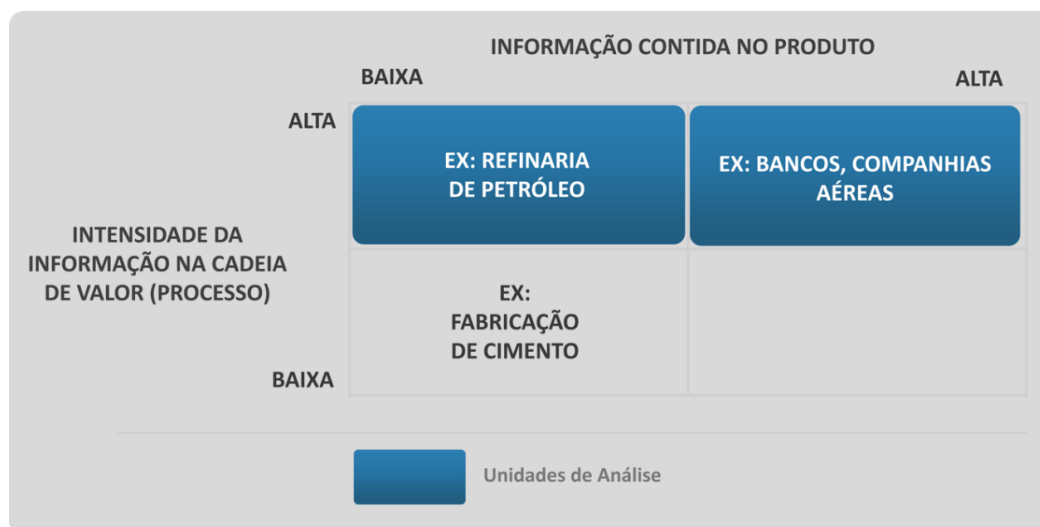 INFORMAÇÃO CONTIDA NO PRODUTO
BAIXA
ALTA
ALTA
EX: REFINARIA
DE PETRÓLEO
EX: BANCOS, COMPANHIAS
AÉREAS
INTENSIDADE DA
INFORMAÇÃO NA CADEIA
DE VALOR (PROCESSO)
EX:
FABRICAÇÃO
DE CIMENTO
BAIXA
Unidades de Análise